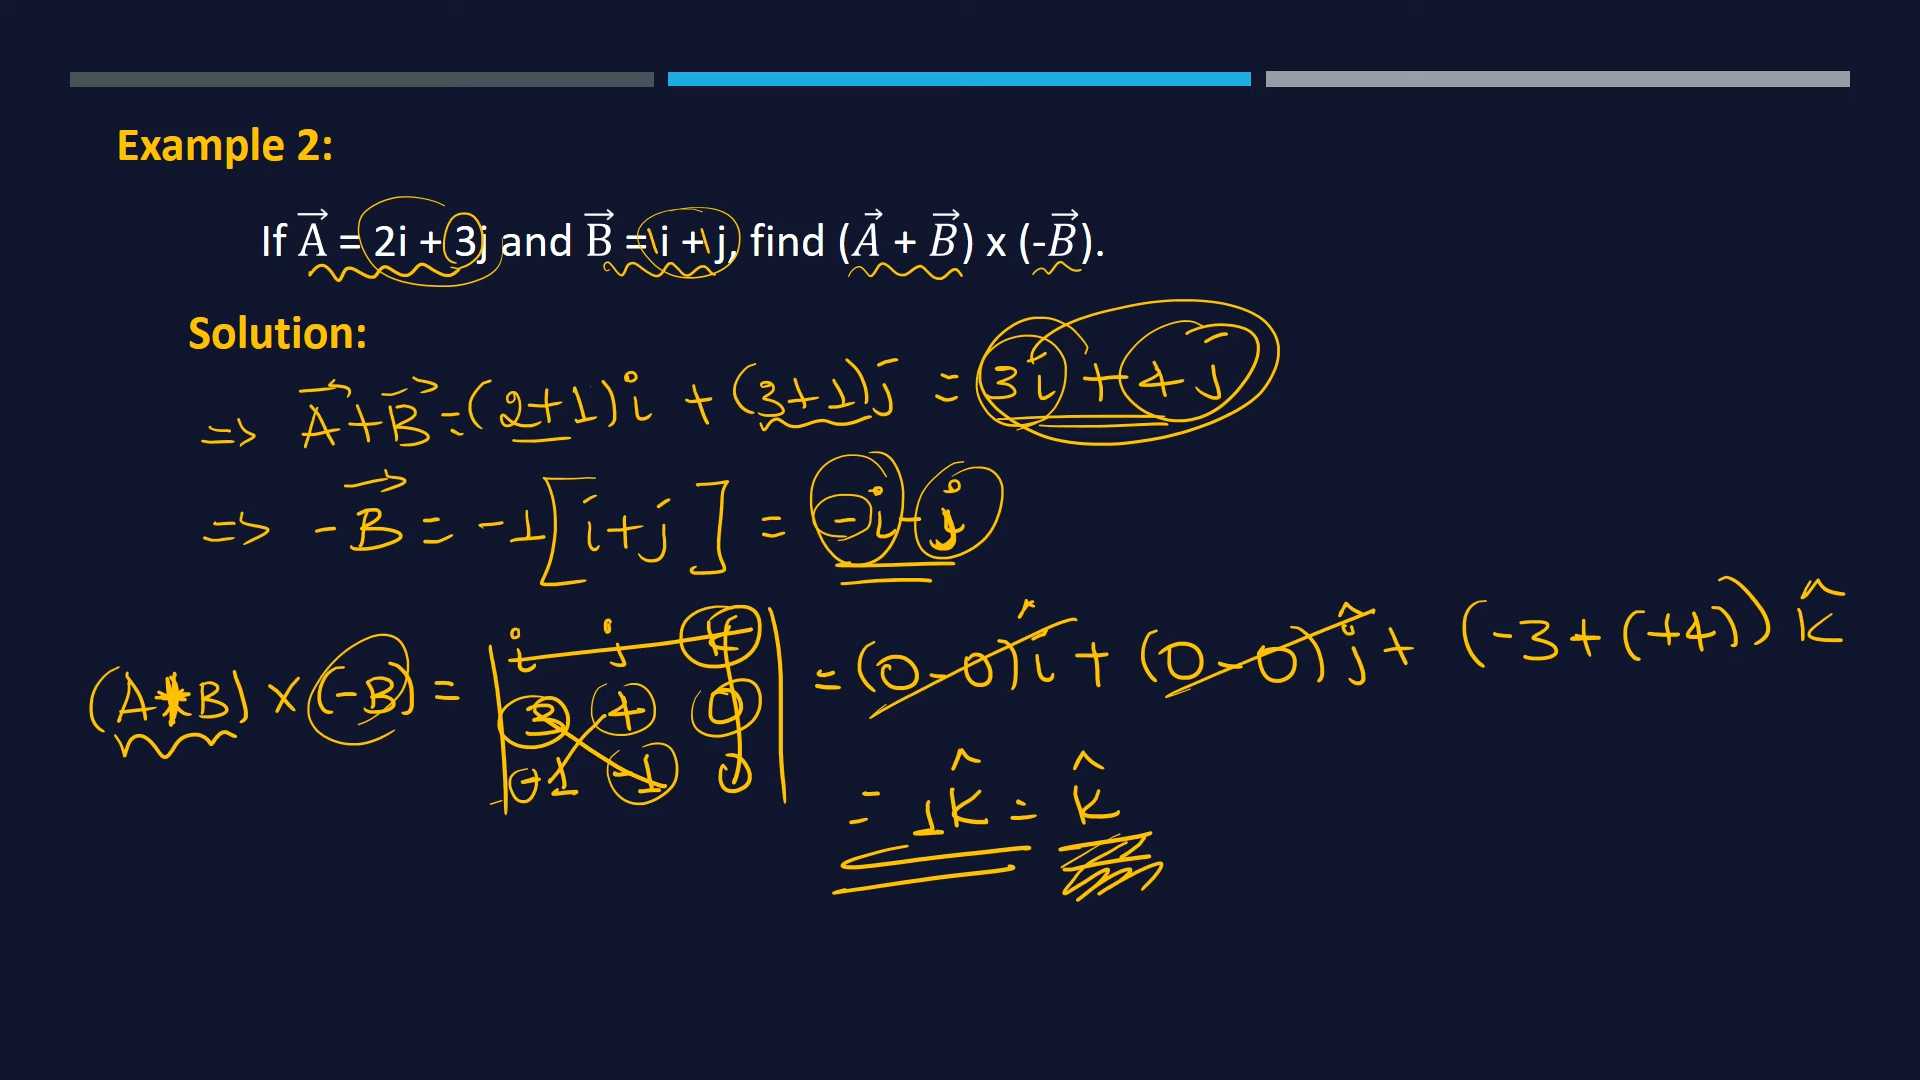 Example 2:
If A⃗ = 2i + 3j and B⃗ = i + j, find (A⃗ + B⃗) x (-B⃗).
Solution:
=> A⃗+B⃗ = (2+1)i + (3+1)j = 3i + 4j
=> -B⃗ = -1[i+j] = -i-j
(A+B) x (-B) = | i j k | = (0-0)î + (0-0)ĵ + (-3+(+4)) k̂
3 4 0
-1 -1 0
= 1k̂ = k̂